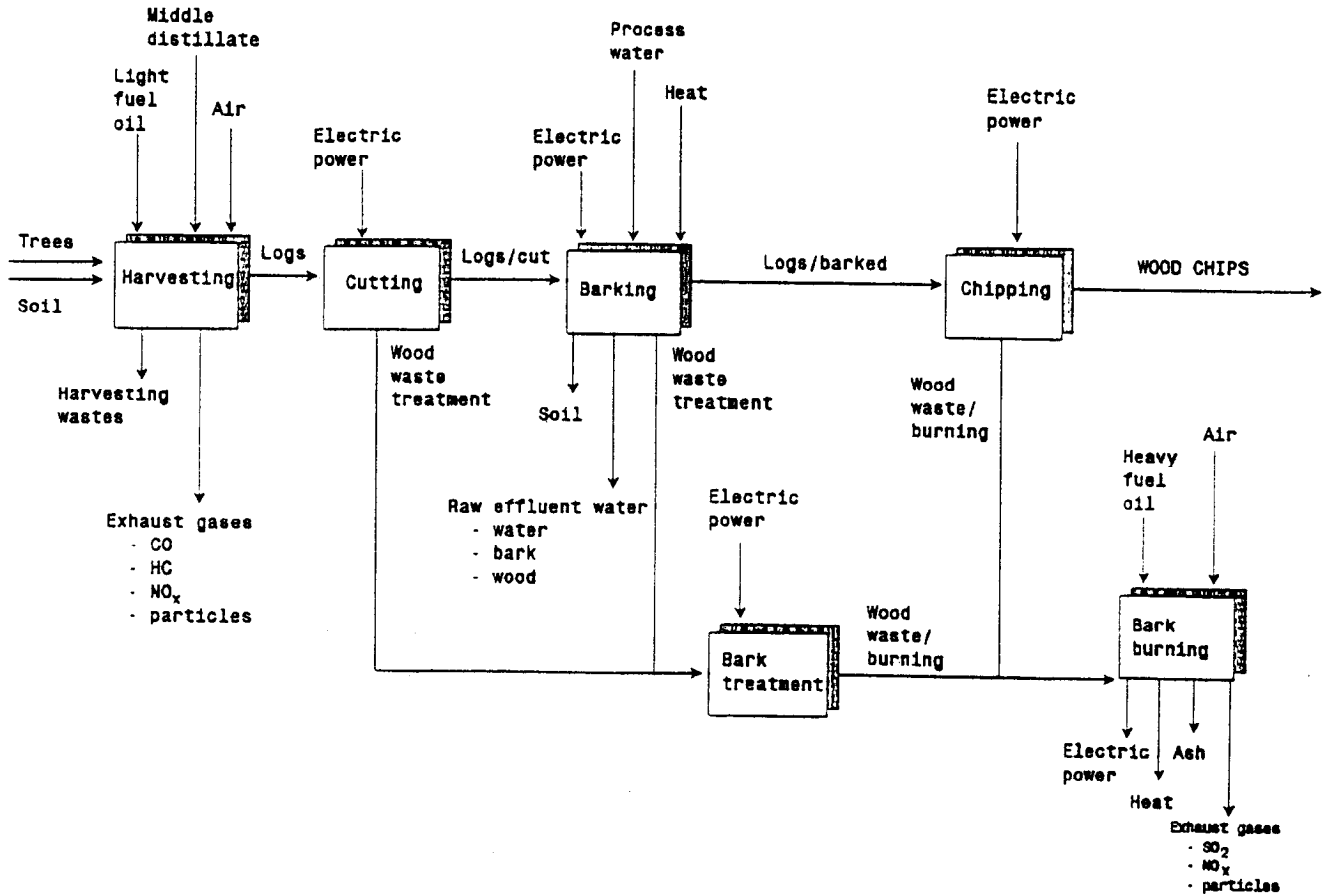 Middle
distillate
Light
fuel
oil
Air
Process
water
Heat
Electric
power
Electric
power
Electric
power
Trees
Soil
Harvesting
Logs
Cutting
Logs/cut
Barking
Logs/barked
Chipping
WOOD CHIPS
Harvesting
wastes
Wood
waste
treatment
Soil
Wood
waste
treatment
Wood
waste/
burning
Exhaust gases
- CO
- HC
- NOx
- particles
Raw effluent water
- water
- bark
- wood
Electric
power
Heavy
fuel
oil
Air
Bark
treatment
Wood
waste/
burning
Bark
burning
Electric
power
Heat
Ash
Exhaust gases
- SO2
- NOx
- particles